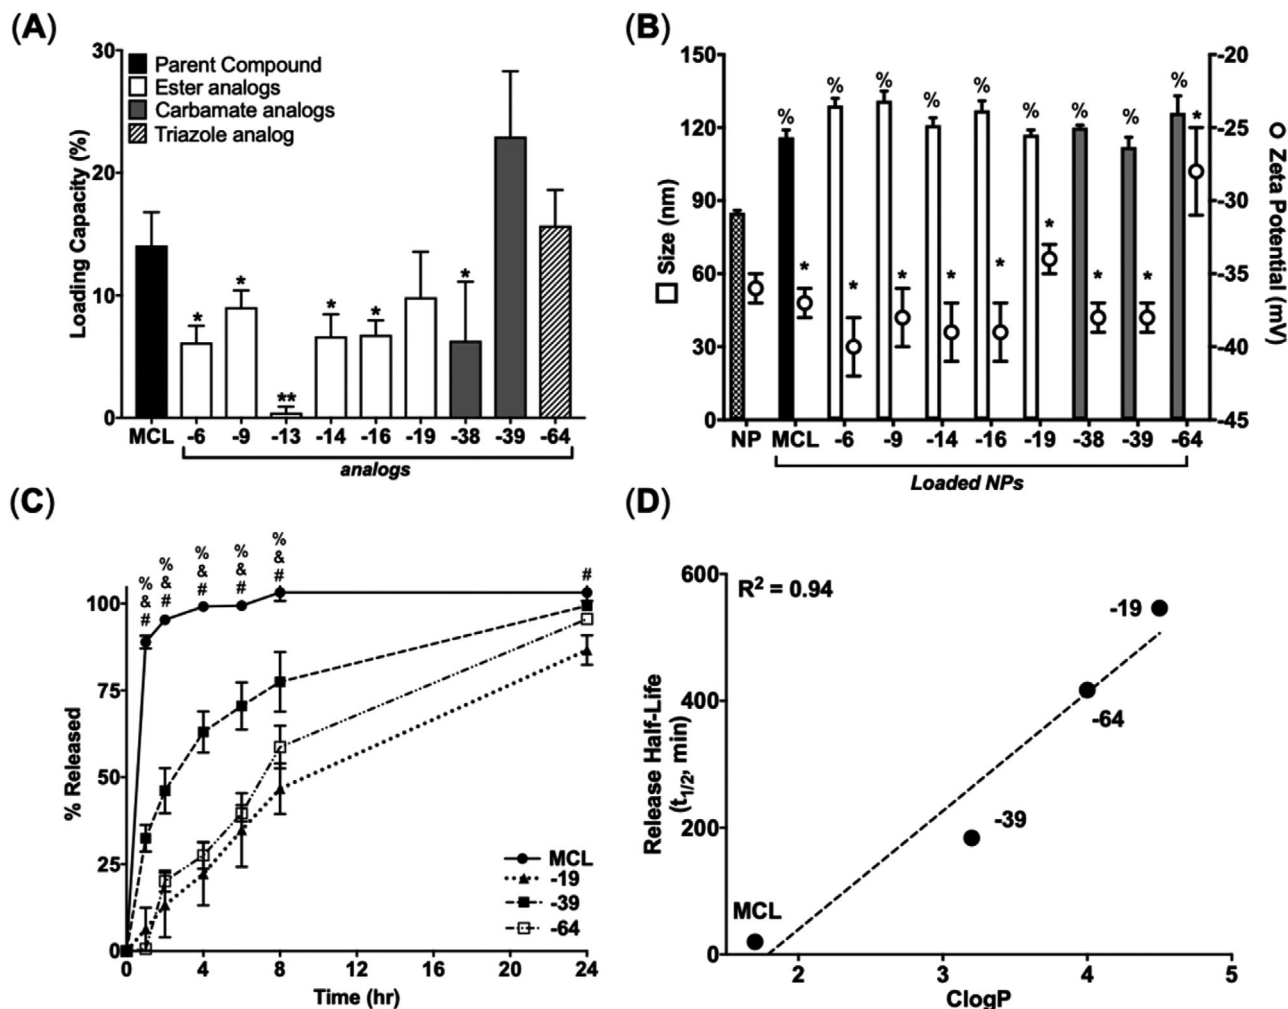 (A)
30
20
10
0
Loading Capacity (%)
Parent Compound
Ester analogs
Carbamate analogs
Triazole analog
* * ** * * *
MCL -6 -9 -13 -14 -16 -19 -38 -39 -64
analogs
(B)
150
120
90
60
30
0
Size (nm)
% % % % % % % % %
* * * * * * * * *
-20
-25
-30
-35
-40
-45
Zeta Potential (mV)
NP MCL -6 -9 -14 -16 -19 -38 -39 -64
Loaded NPs
(C)
% % % % %
& & & & &
# # # # # #
100
75
50
25
0
% Released
MCL
-19
-39
-64
0 4 8 12 16 20 24
Time (hr)
(D)
600
400
200
0
Release Half-Life
(t1/2, min)
R2 = 0.94
-19
-64
-39
MCL
2 3 4 5
ClogP